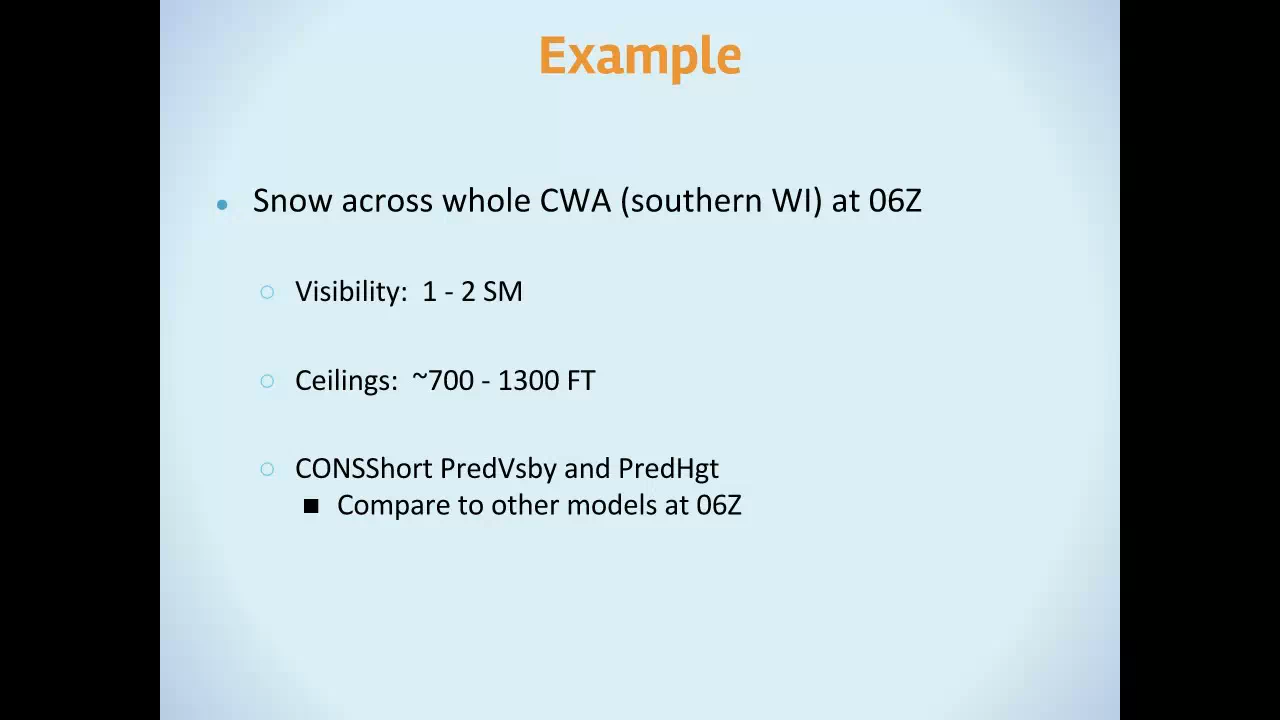 Example
• Snow across whole CWA (southern WI) at 06Z
○ Visibility: 1 - 2 SM
○ Ceilings: ~700 - 1300 FT
○ CONSShort PredVsby and PredHgt
■ Compare to other models at 06Z